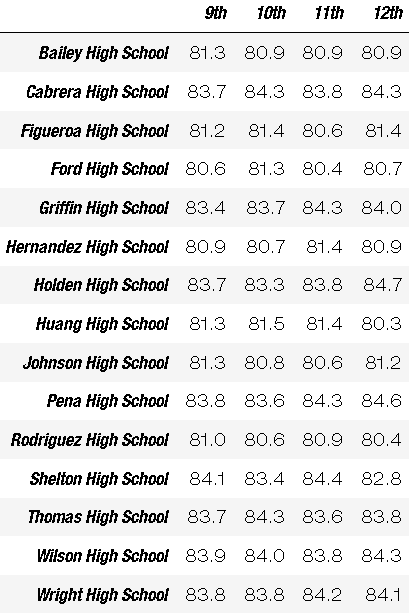 9th 10th 11th 12th
Bailey High School 81.3 80.9 80.9 80.9
Cabrera High School 83.7 84.3 83.8 84.3
Figueroa High School 81.2 81.4 80.6 81.4
Ford High School 80.6 81.3 80.4 80.7
Griffin High School 83.4 83.7 84.3 84.0
Hernandez High School 80.9 80.7 81.4 80.9
Holden High School 83.7 83.3 83.8 84.7
Huang High School 81.3 81.5 81.4 80.3
Johnson High School 81.3 80.8 80.6 81.2
Pena High School 83.8 83.6 84.3 84.6
Rodriguez High School 81.0 80.6 80.9 80.4
Shelton High School 84.1 83.4 84.4 82.8
Thomas High School 83.7 84.3 83.6 83.8
Wilson High School 83.9 84.0 83.8 84.3
Wright High School 83.8 83.8 84.2 84.1